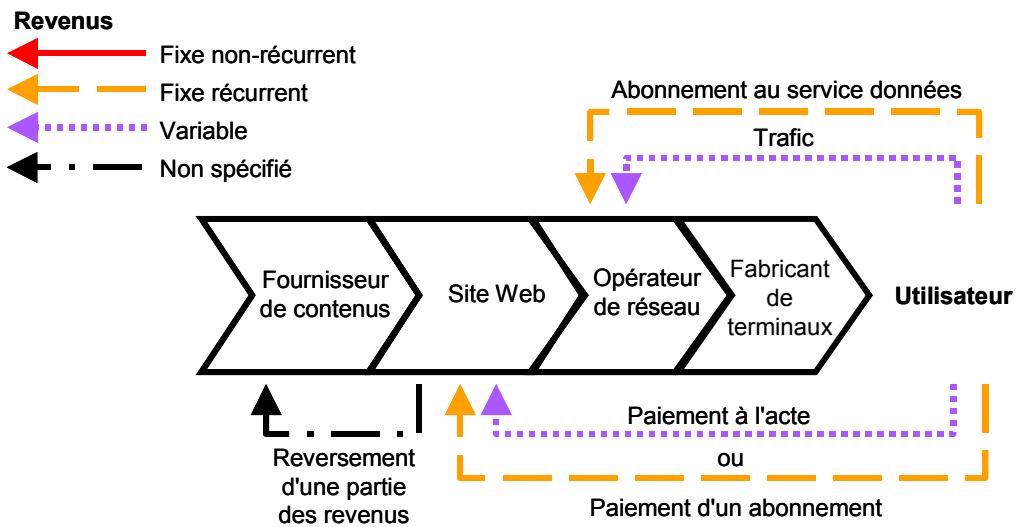 Revenus
Fixe non-récurrent
Fixe récurrent
Variable
Non spécifié
Abonnement au service données
Trafic
Fournisseur
de contenus
Site Web
Opérateur
de réseau
Fabricant
de
terminaux
Utilisateur
Paiement à l'acte
ou
Paiement d'un abonnement
Reversement
d'une partie
des revenus